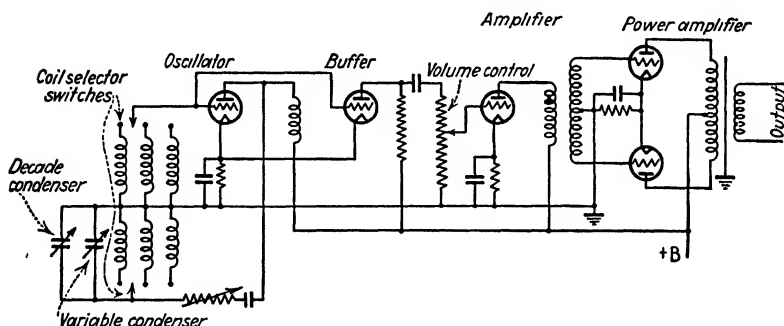 Amplifier
Power amplifier
Oscillator
Buffer
Coil selector
switches
Volume control
Decade
condenser
Output
+B
Variable condenser